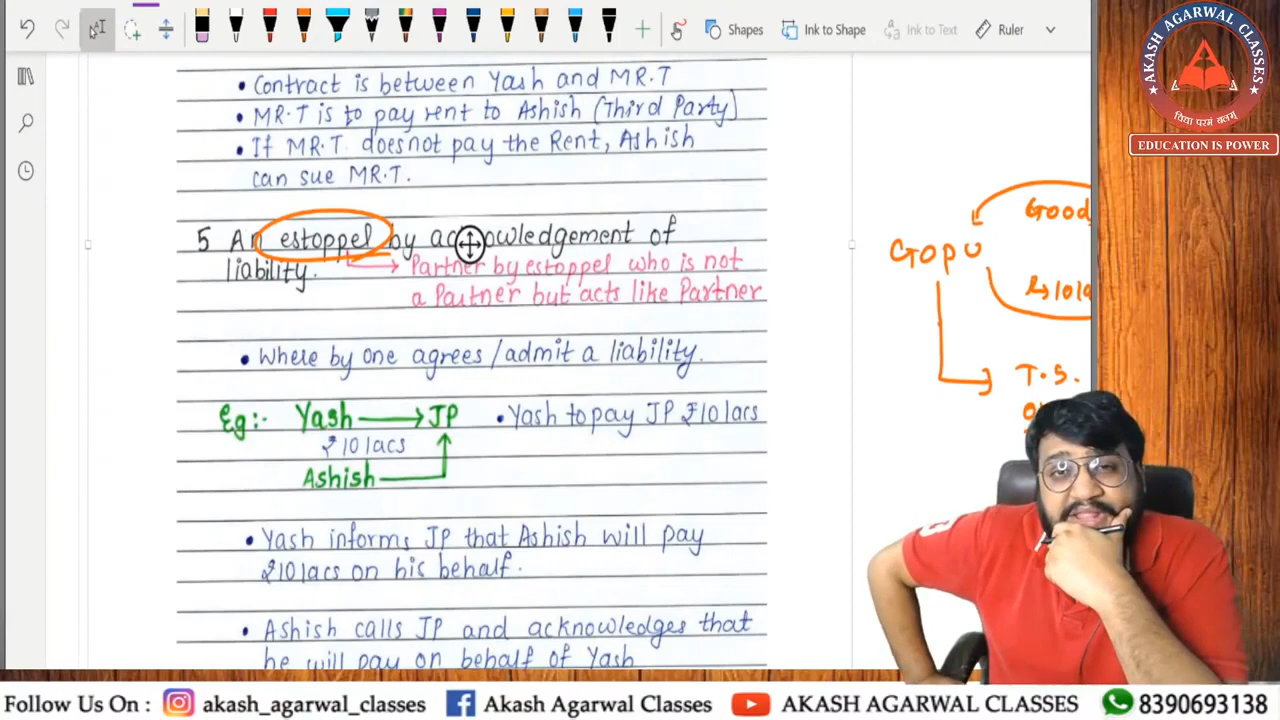 Shapes
Ink to Shape
Ink to Text
Ruler
• Contract is between Yash and MR.T
• MR.T is to pay rent to Ashish (Third Party)
• If MR.T. does not pay the Rent, Ashish
can sue MR.T.
5 An estoppel by acknowledgement of
liability.
Partner by estoppel who is not
a Partner but acts like Partner
• Where by one agrees/admit a liability.
Eg:- Yash JP
₹10 lacs
Ashish
• Yash to pay JP ₹10 lacs
• Yash informs JP that Ashish will pay
₹10 lacs on his behalf.
• Ashish calls JP and acknowledges that
he will pay on behalf of Yash
Good
GOPU
T.S.
AKASH AGARWAL CLASSES
विद्या परमं बलम्
EDUCATION IS POWER
Follow Us On : akash_agarwal_classes Akash Agarwal Classes AKASH AGARWAL CLASSES 8390693138